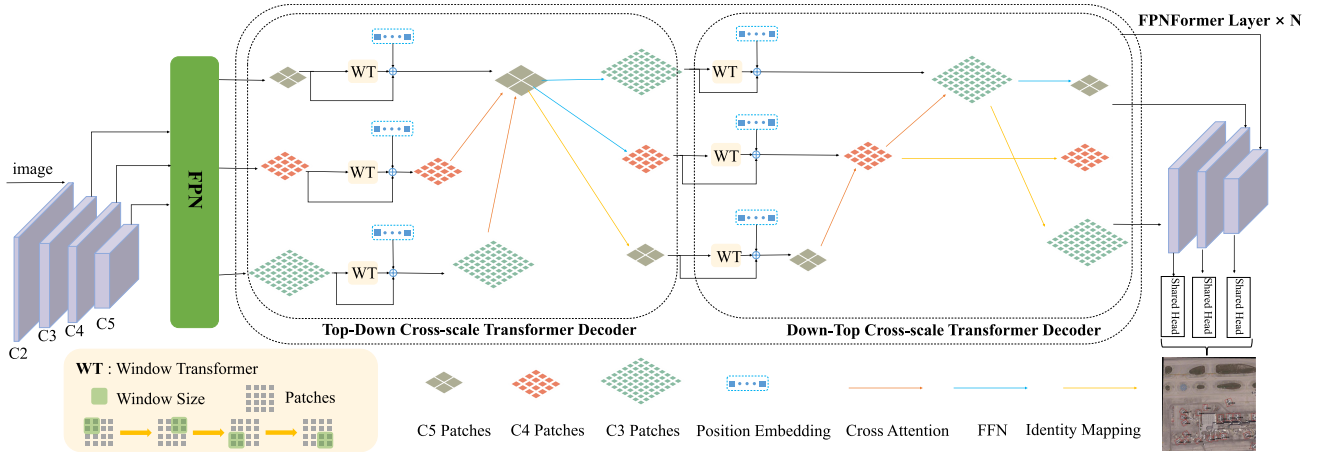 FPNFormer Layer × N
WT
WT
image
FPN
WT
WT
WT
WT
C2
C3
C4
C5
Top-Down Cross-scale Transformer Decoder
Down-Top Cross-scale Transformer Decoder
Shared Head
Shared Head
Shared Head
WT : Window Transformer
Window Size
Patches
C5 Patches
C4 Patches
C3 Patches
Position Embedding
Cross Attention
FFN
Identity Mapping